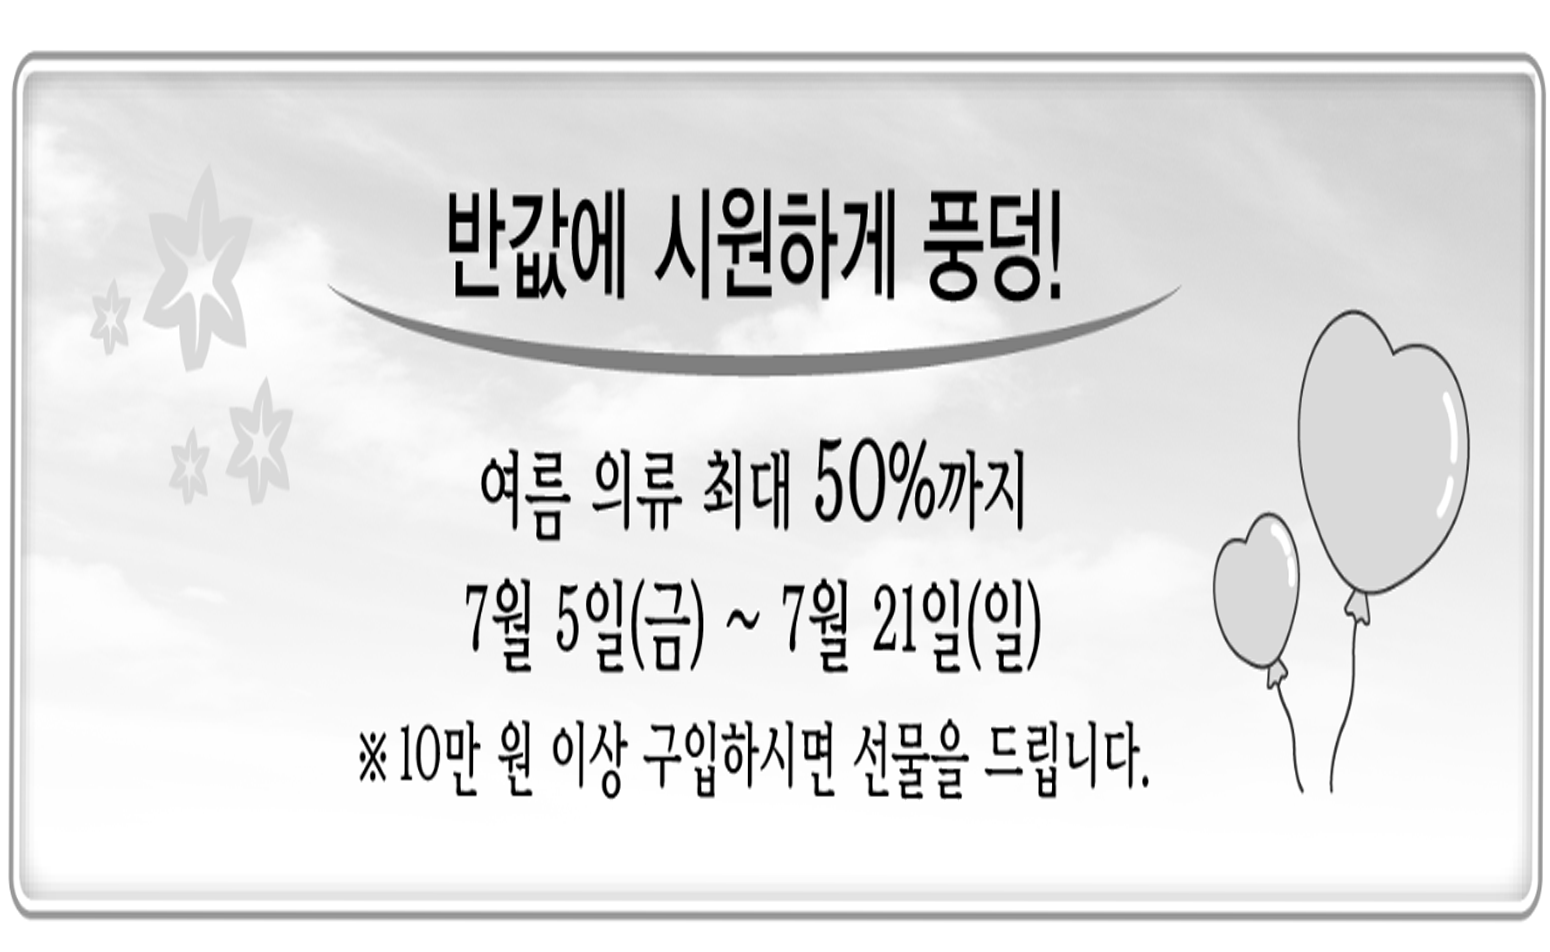 반값에 시원하게 풍덩!
여름 의류 최대 50%까지
7월 5일(금) ~ 7월 21일(일)
※10만 원 이상 구입하시면 선물을 드립니다.